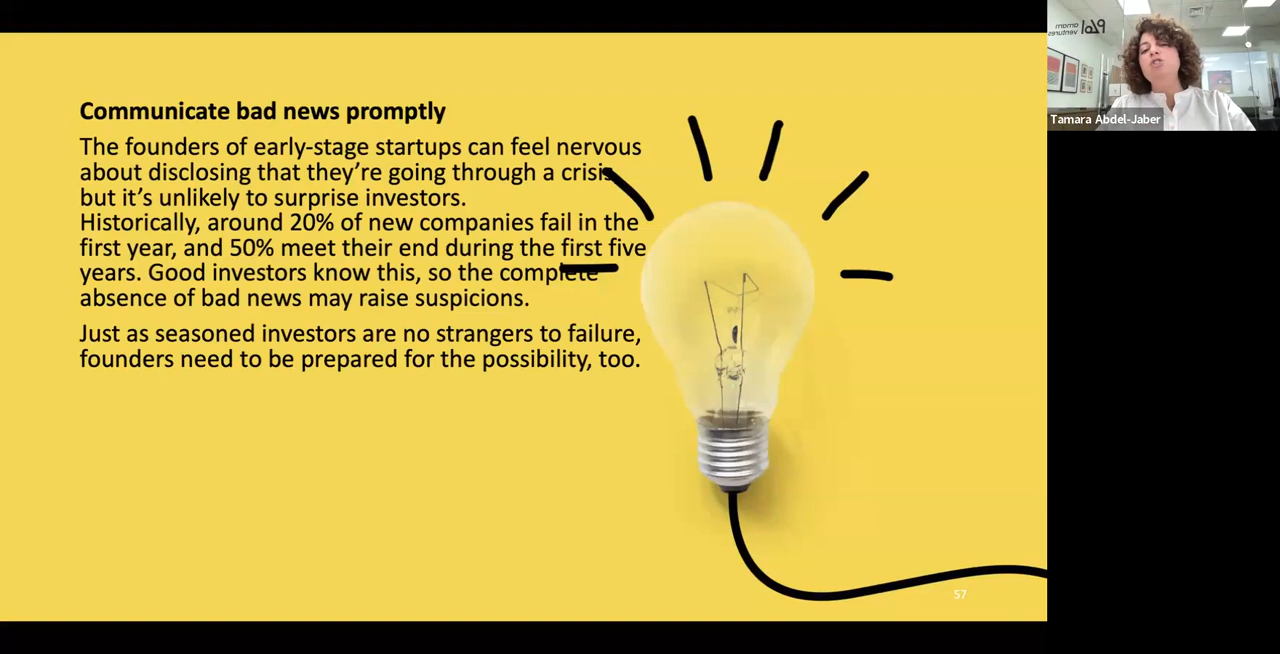 Communicate bad news promptly
The founders of early-stage startups can feel nervous
about disclosing that they’re going through a crisis
but it’s unlikely to surprise investors.
Historically, around 20% of new companies fail in the
first year, and 50% meet their end during the first five
years. Good investors know this, so the complete
absence of bad news may raise suspicions.
Just as seasoned investors are no strangers to failure,
founders need to be prepared for the possibility, too.
57
amam
ventures
Tamara Abdel-Jaber